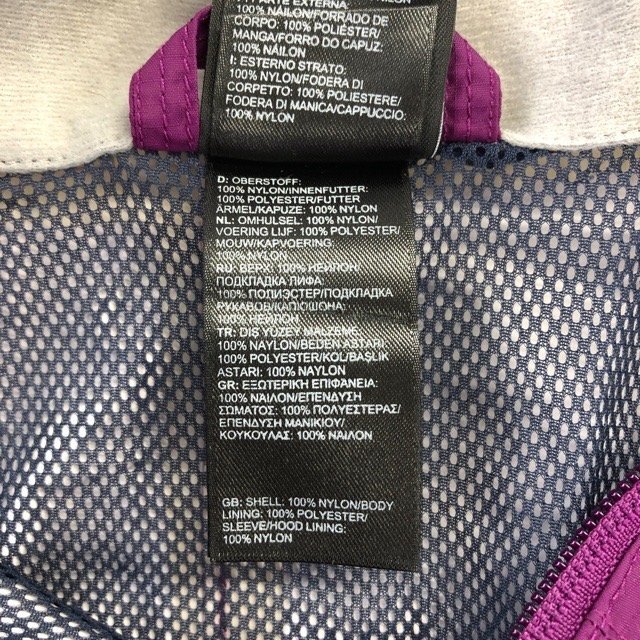 PARTE EXTERNA:
100% NÁILON/FORRADO DE
CORPO: 100% POLIÉSTER/
MANGA/FORRO DO CAPUZ:
100% NÁILON
I: ESTERNO STRATO:
100% NYLON/FODERA DI
CORPETTO: 100% POLIESTERE/
FODERA DI MANICA/CAPPUCCIO:
100% NYLON
D: OBERSTOFF:
100% NYLON/INNENFUTTER:
100% POLYESTER/FUTTER
ÄRMEL/KAPUZE: 100% NYLON
NL: OMHULSEL: 100% NYLON/
VOERING LIJF: 100% POLYESTER/
MOUW/KAPVOERING:
100% NYLON
RU: ВЕРХ: 100% НЕЙЛОН/
ПОДКЛАДКА ЛИФА:
100% ПОЛИЭСТЕР/ПОДКЛАДКА
РУКАВОВ/КАПЮШОНА:
100% НЕЙЛОН
TR: DIS YUZEY MALZEME:
100% NAYLON/BEDEN ASTARI:
100% POLYESTER/KOL/BAŞLIK
ASTARI: 100% NAYLON
GR: ΕΞΩΤΕΡΙΚΗ ΕΠΙΦΑΝΕΙΑ:
100% ΝΑΙΛΟΝ/ΕΠΕΝΔΥΣΗ
ΣΩΜΑΤΟΣ: 100% ΠΟΛΥΕΣΤΕΡΑΣ/
ΕΠΕΝΔΥΣΗ ΜΑΝΙΚΙΟΥ/
ΚΟΥΚΟΥΛΑΣ: 100% ΝΑΙΛΟΝ
GB: SHELL: 100% NYLON/BODY
LINING: 100% POLYESTER/
SLEEVE/HOOD LINING:
100% NYLON